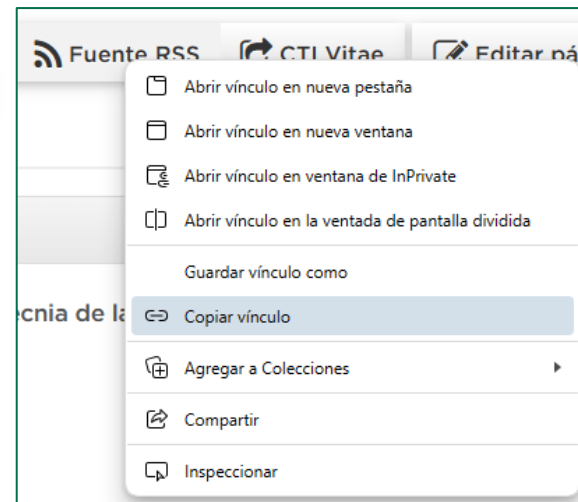 Fuente RSS CTI Vitae Editar pá
Abrir vínculo en nueva pestaña
Abrir vínculo en nueva ventana
Abrir vínculo en ventana de InPrivate
Abrir vínculo en la ventada de pantalla dividida
Guardar vínculo como
ecnia de la
Copiar vínculo
Agregar a Colecciones
Compartir
Inspeccionar